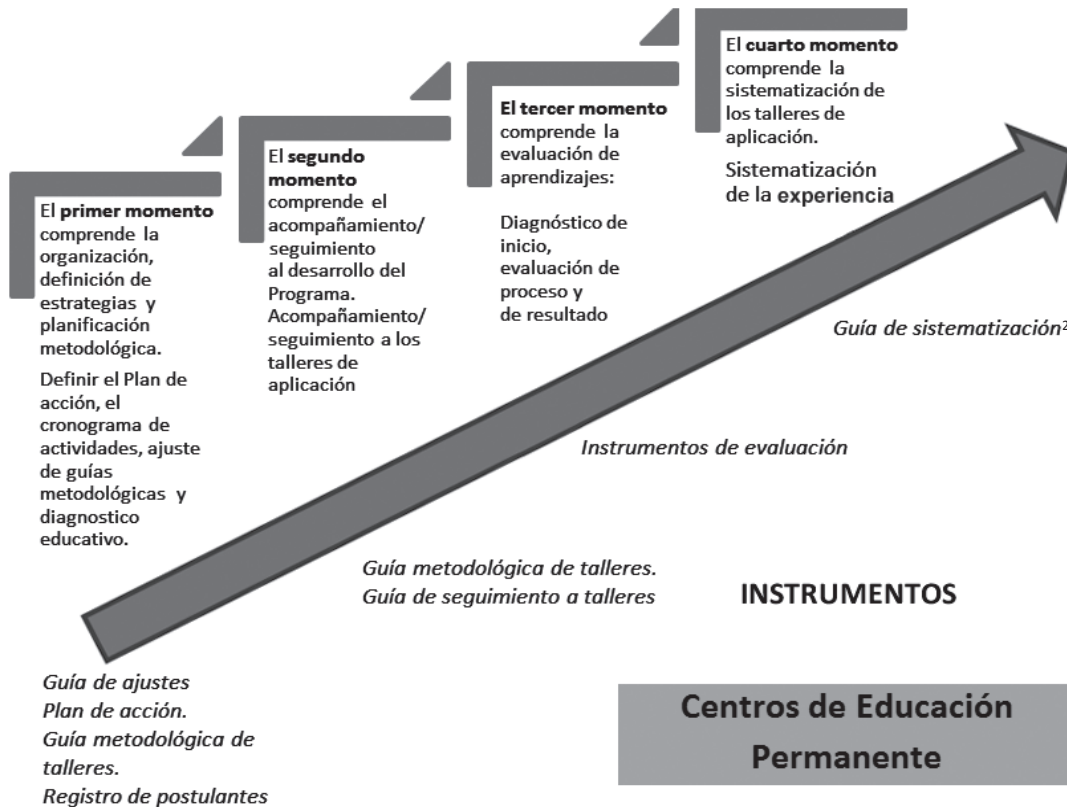 El primer momento
comprende la
organización,
definición de
estrategias y
planificación
metodológica.
Definir el Plan de
acción, el
cronograma de
actividades, ajuste
de guías
metodológicas y
diagnostico
educativo.
El segundo
momento
comprende el
acompañamiento/
seguimiento
al desarrollo del
Programa.
Acompañamiento/
seguimiento a los
talleres de
aplicación
El tercer momento
comprende la
evaluación de
aprendizajes:
Diagnóstico de
inicio,
evaluación de
proceso y
de resultado
El cuarto momento
comprende la
sistematización de
los talleres de
aplicación.
Sistematización
de la experiencia
Guía de sistematización²
Instrumentos de evaluación
Guía metodológica de talleres.
Guía de seguimiento a talleres
INSTRUMENTOS
Guía de ajustes
Plan de acción.
Guía metodológica de
talleres.
Registro de postulantes
Centros de Educación
Permanente